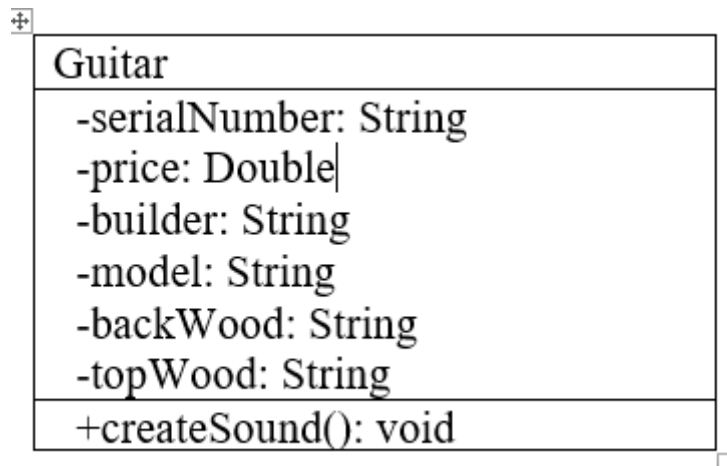 Guitar
-serialNumber: String
-price: Double
-builder: String
-model: String
-backWood: String
-topWood: String
+createSound(): void